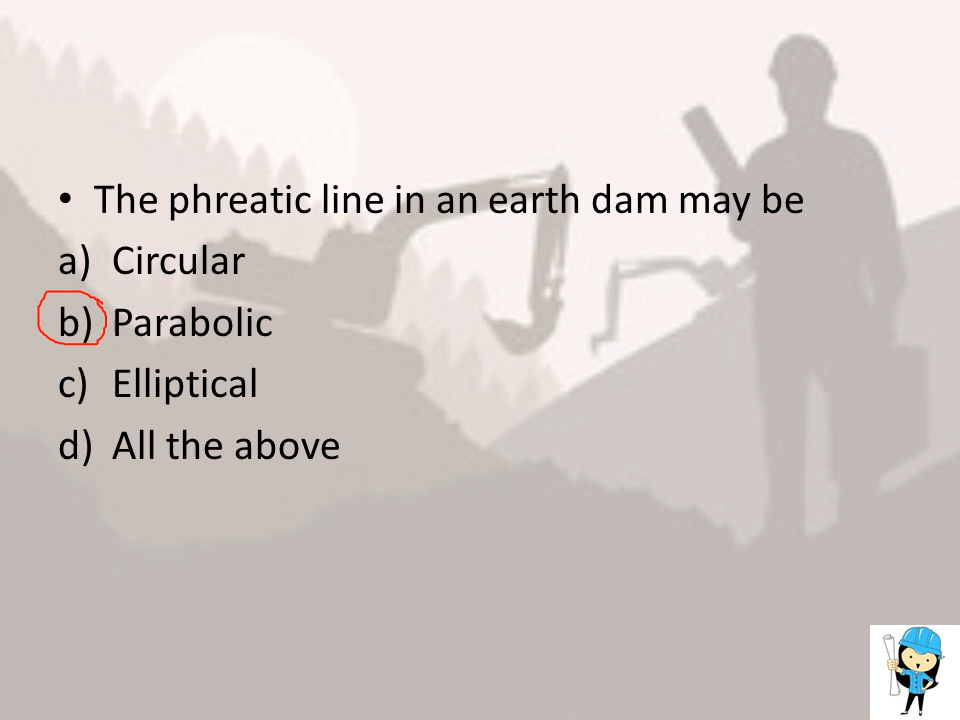 • The phreatic line in an earth dam may be
a) Circular
b) Parabolic
c) Elliptical
d) All the above